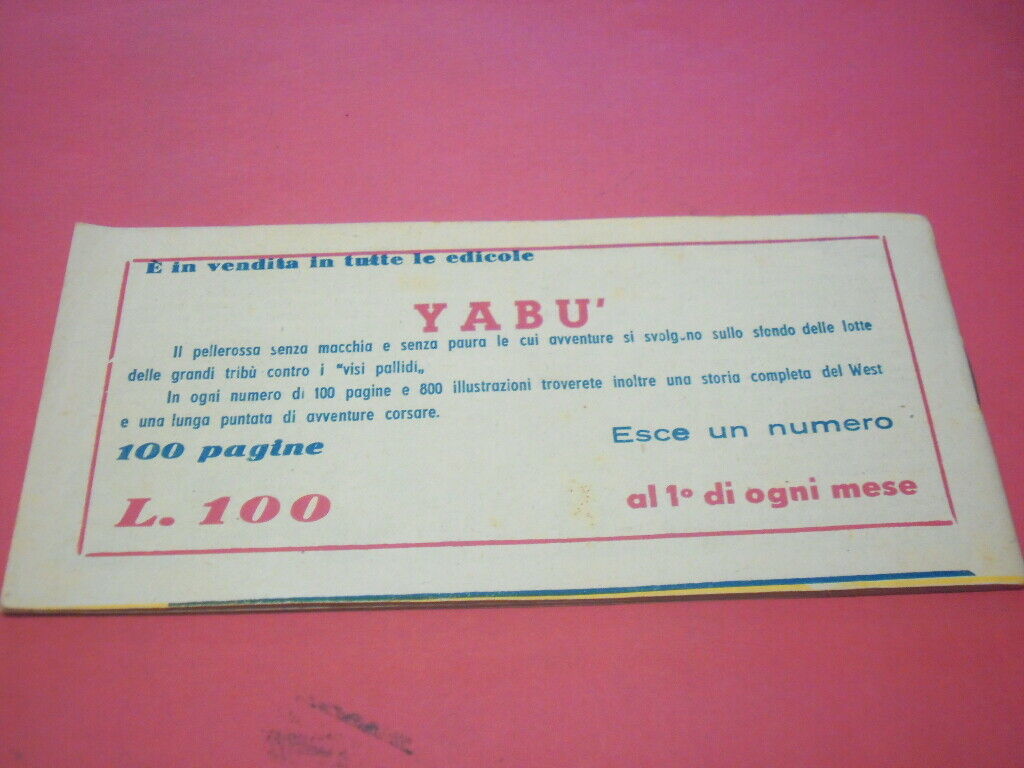 È in vendita in tutte le edicole
YABU'
Il pellerossa senza macchia e senza paura le cui avventure si svolg.no sullo sfondo delle lotte
delle grandi tribù contro i "visi pallidi„
In ogni numero di 100 pagine e 800 illustrazioni troverete inoltre una storia completa del West
e una lunga puntata di avventure corsare.
100 pagine
Esce un numero
L. 100
al 1° di ogni mese